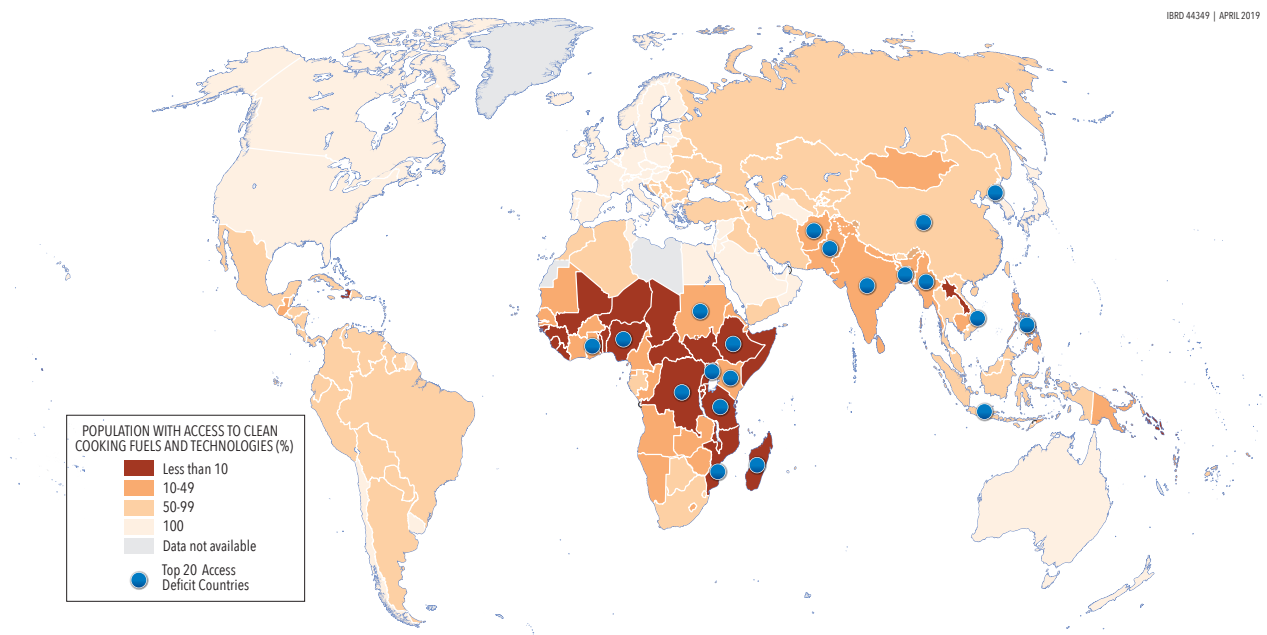 IBRD 44349 | APRIL 2019
POPULATION WITH ACCESS TO CLEAN
COOKING FUELS AND TECHNOLOGIES (%)
Less than 10
10-49
50-99
100
Data not available
Top 20 Access
Deficit Countries